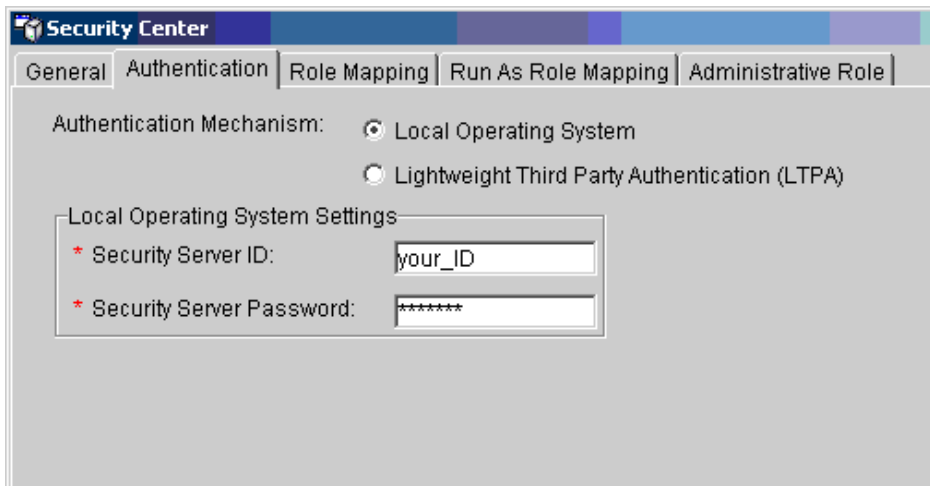 Security Center
General Authentication Role Mapping Run As Role Mapping Administrative Role
Authentication Mechanism: Local Operating System
Lightweight Third Party Authentication (LTPA)
Local Operating System Settings
* Security Server ID: your_ID
* Security Server Password: *******